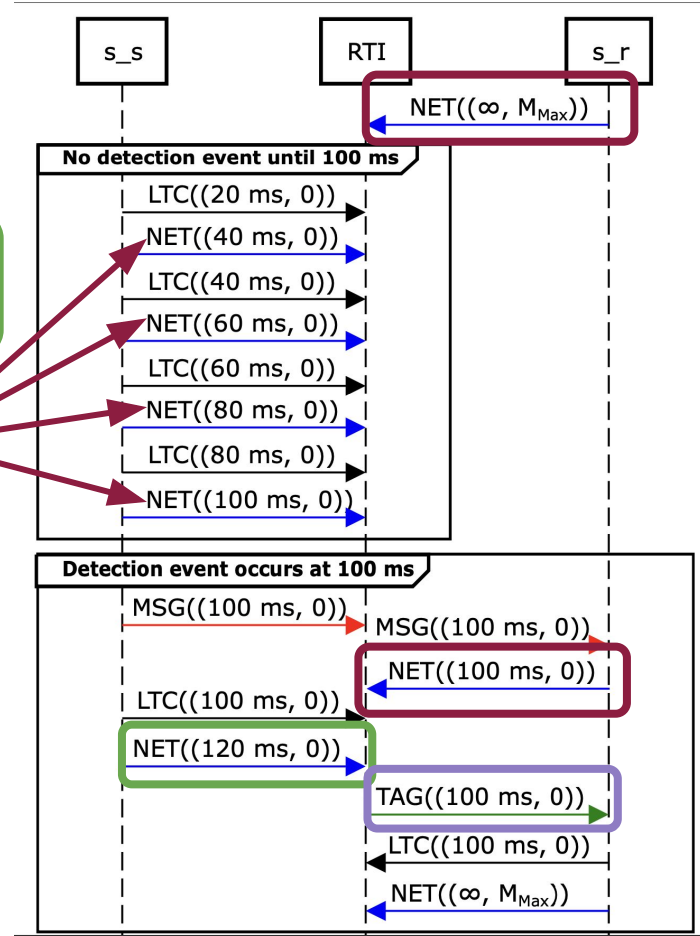 s_s RTI s_r
NET((∞, M_Max))
No detection event until 100 ms
LTC((20 ms, 0))
NET((40 ms, 0))
LTC((40 ms, 0))
NET((60 ms, 0))
LTC((60 ms, 0))
NET((80 ms, 0))
LTC((80 ms, 0))
NET((100 ms, 0))
Detection event occurs at 100 ms
MSG((100 ms, 0))
MSG((100 ms, 0))
NET((100 ms, 0))
LTC((100 ms, 0))
NET((120 ms, 0))
TAG((100 ms, 0))
LTC((100 ms, 0))
NET((∞, M_Max))